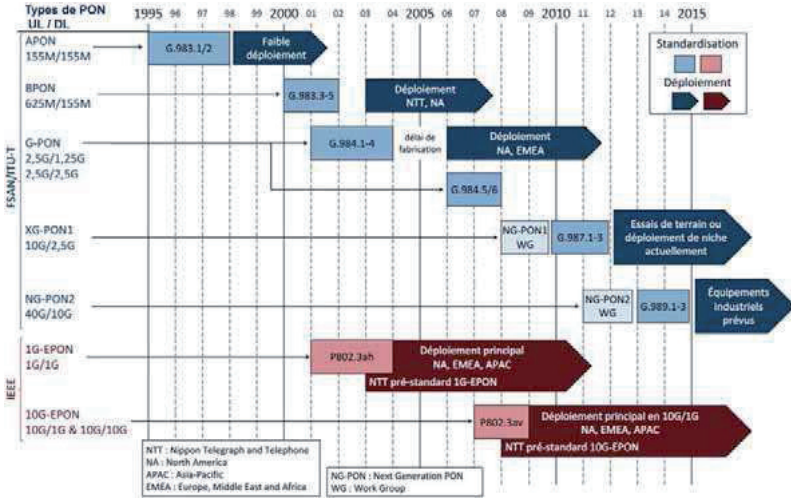 Types de PON
UL / DL
1995 96 97 98 99 2000 01 02 03 04 2005 06 07 08 09 2010 11 12 13 14 2015
Standardisation
Déploiement
FSAN/ITU-T
APON
155M/155M
G.983.1/2
Faible
déploiement
BPON
625M/155M
G.983.3-5
Déploiement
NTT, NA
G-PON
2,5G/1,25G
2,5G/2,5G
G.984.1-4
délai de
fabrication
Déploiement
NA, EMEA
G.984.5/6
XG-PON1
10G/2,5G
NG-PON1
WG
G.987.1-3
Essais de terrain ou
déploiement de niche
actuellement
NG-PON2
40G/10G
NG-PON2
WG
G.989.1-3
Équipements
industriels
prévus
IEEE
1G-EPON
1G/1G
P802.3ah
Déploiement principal
NA, EMEA, APAC
NTT pré-standard 1G-EPON
10G-EPON
10G/1G & 10G/10G
P802.3av
Déploiement principal en 10G/1G
NA, EMEA, APAC
NTT pré-standard 10G-EPON
NTT : Nippon Telegraph and Telephone
NA : North America
APAC : Asia-Pacific
EMEA : Europe, Middle East and Africa
NG-PON : Next Generation PON
WG : Work Group